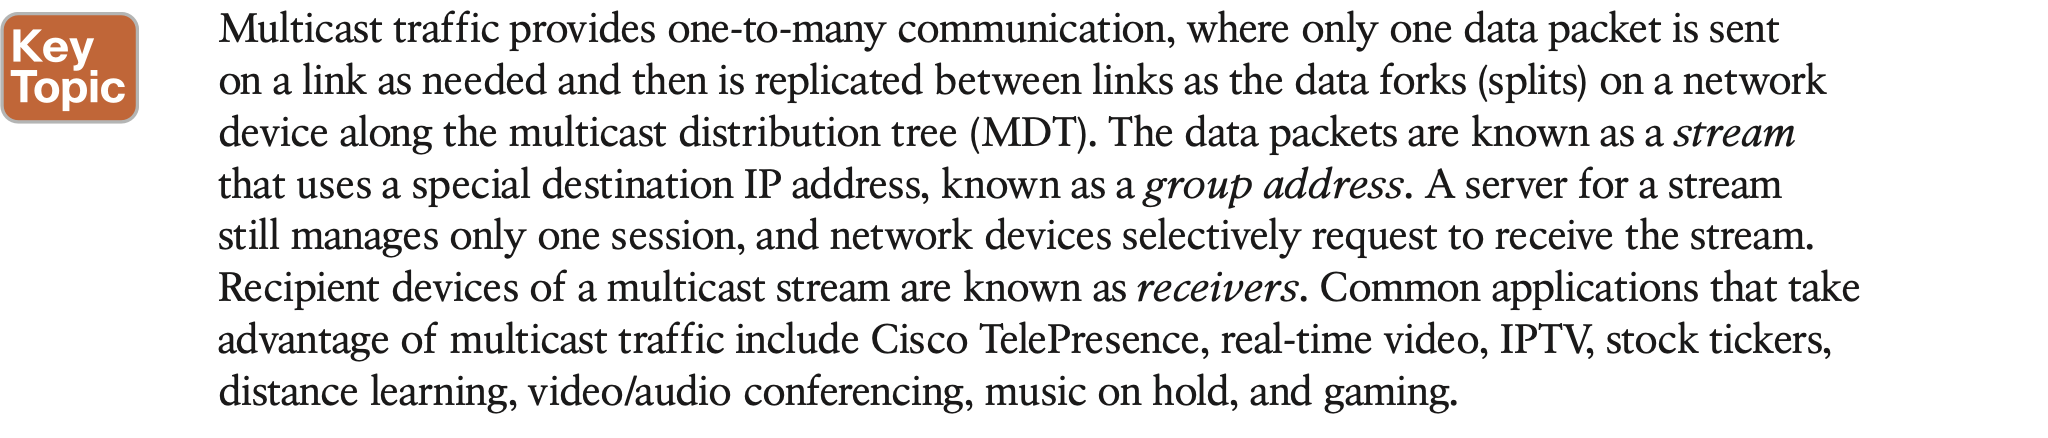 Key
Topic
Multicast traffic provides one-to-many communication, where only one data packet is sent
on a link as needed and then is replicated between links as the data forks (splits) on a network
device along the multicast distribution tree (MDT). The data packets are known as a stream
that uses a special destination IP address, known as a group address. A server for a stream
still manages only one session, and network devices selectively request to receive the stream.
Recipient devices of a multicast stream are known as receivers. Common applications that take
advantage of multicast traffic include Cisco TelePresence, real-time video, IPTV, stock tickers,
distance learning, video/audio conferencing, music on hold, and gaming.